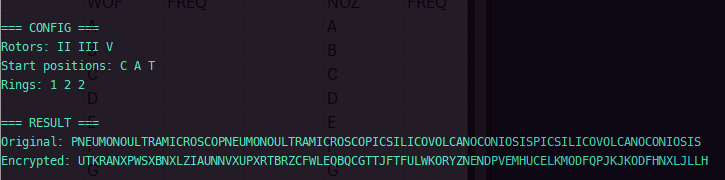 WOF FREQ NOZ FREQ
=== CONFIG ===
A A
Rotors: II III V
B
Start positions: C A T
C C
Rings: 1 2 2
D D
=== RESULT ===
E E
Original: PNEUMONOULTRAMICROSCOPNEUMONOULTRAMICROSCOPICSILICOVOLCANOCONIOSISPICSILICOVOLCANOCONIOSIS
Encrypted: UTKRANXPWSXBNXLZIAUNNVXUPXRTBRZCFWLEQBQCGTTJFTFULWKORYZNENDPVEMHUCELKMODFQPJKJKODFHNXLJLLH
G G